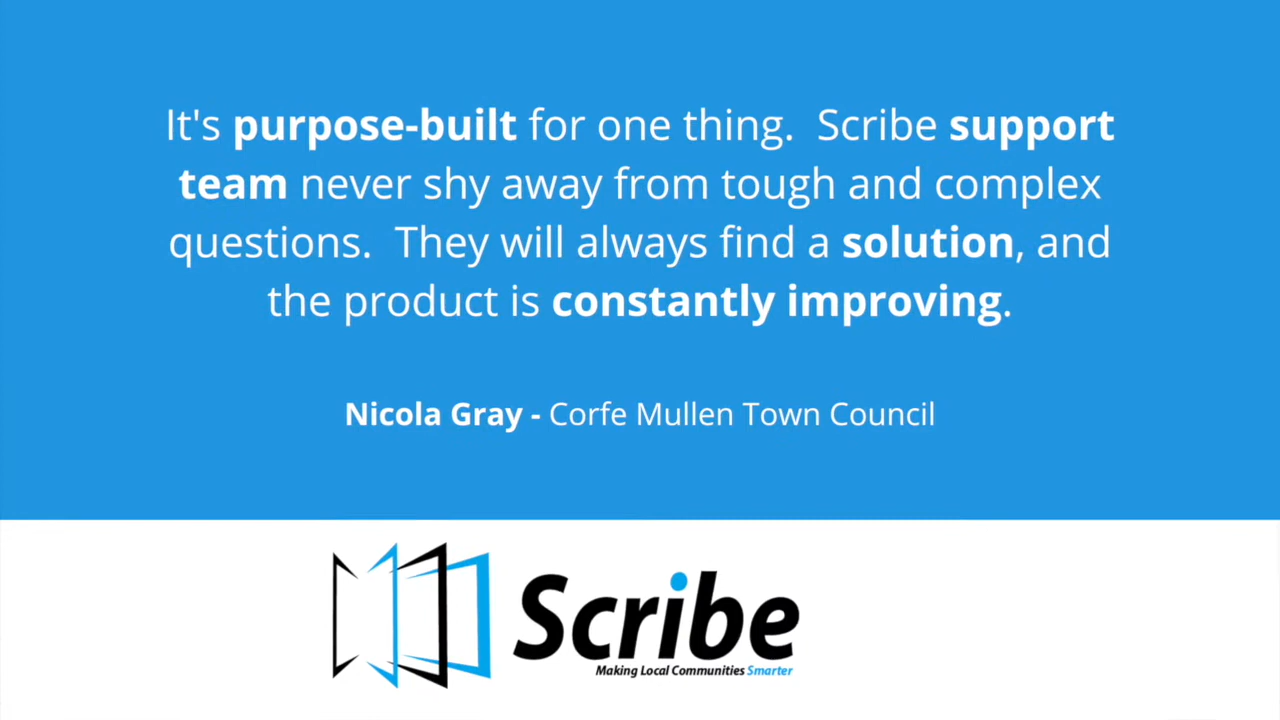 It's purpose-built for one thing.  Scribe support
team never shy away from tough and complex
questions.  They will always find a solution, and
the product is constantly improving.
Nicola Gray - Corfe Mullen Town Council
Scribe
Making Local Communities Smarter